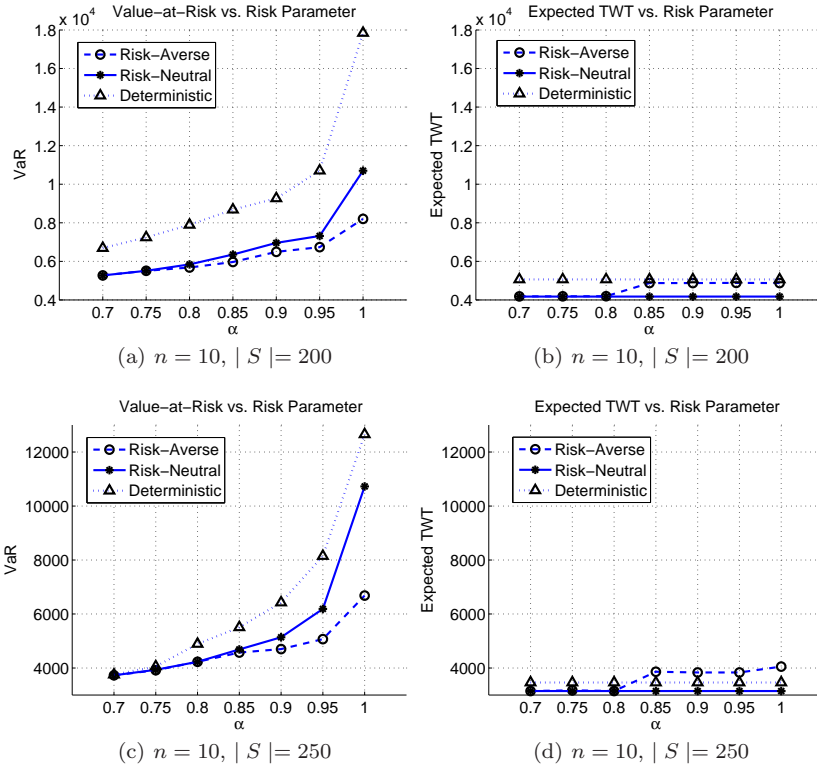 Value-at-Risk vs. Risk Parameter
x 10⁴
1.8
1.6
1.4
1.2
1
0.8
0.6
0.4
VaR
Risk-Averse
Risk-Neutral
Deterministic
0.7 0.75 0.8 0.85 0.9 0.95 1
α
(a) n = 10, | S |= 200
Expected TWT vs. Risk Parameter
x 10⁴
1.8
1.6
1.4
1.2
1
0.8
0.6
0.4
Expected TWT
Risk-Averse
Risk-Neutral
Deterministic
0.7 0.75 0.8 0.85 0.9 0.95 1
α
(b) n = 10, | S |= 200
Value-at-Risk vs. Risk Parameter
12000
10000
8000
6000
4000
VaR
Risk-Averse
Risk-Neutral
Deterministic
0.7 0.75 0.8 0.85 0.9 0.95 1
α
(c) n = 10, | S |= 250
Expected TWT vs. Risk Parameter
12000
10000
8000
6000
4000
Expected TWT
Risk-Averse
Risk-Neutral
Deterministic
0.7 0.75 0.8 0.85 0.9 0.95 1
α
(d) n = 10, | S |= 250